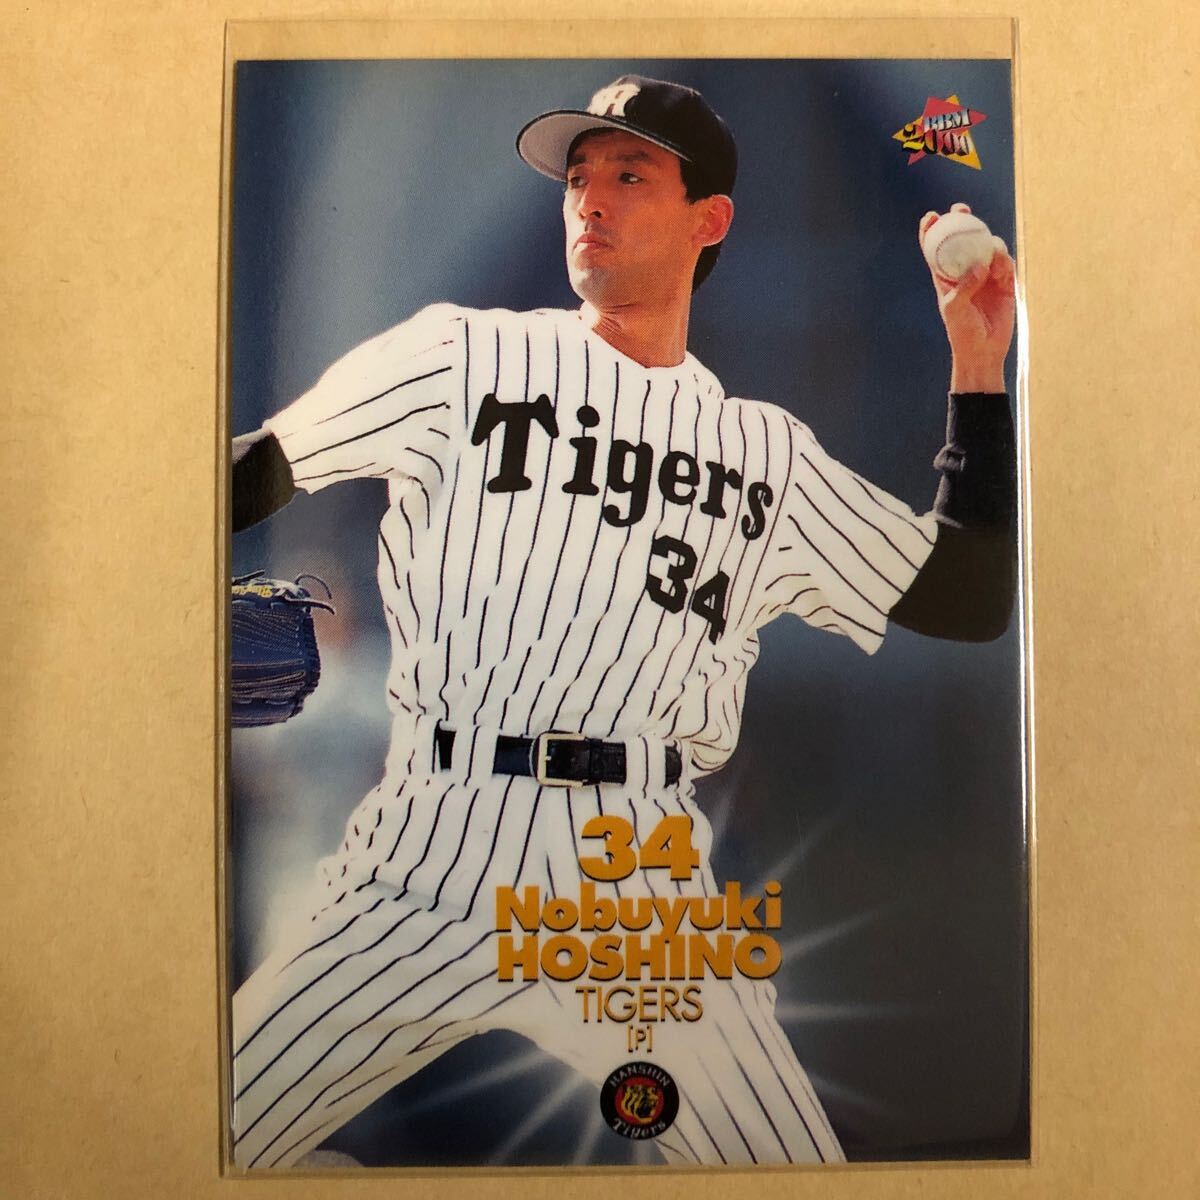 BBM
2000
Tigers
34
34
Nobuyuki
HOSHINO
TIGERS
[P]
HANSHIN
Tigers